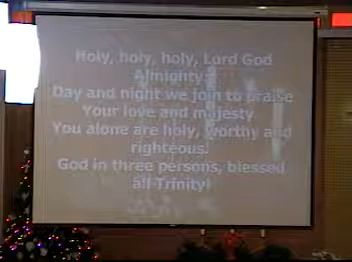 Holy, holy, holy, Lord God
Almighty!
Day and night we join to praise
Your love and majesty
You alone are holy, worthy and
righteous.
God in three persons, blessed
all Trinity!